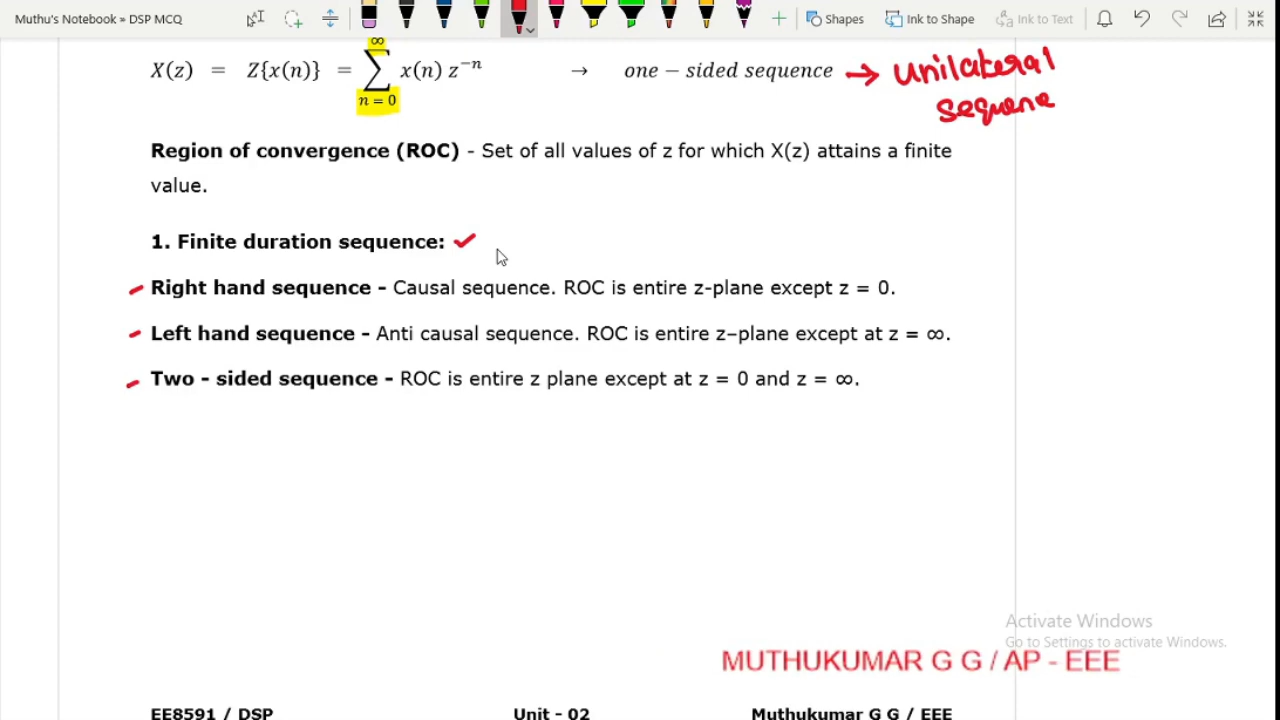 Muthu's Notebook » DSP MCQ
Shapes
Ink to Shape
Ink to Text
X(z) = Z{x(n)} = ∞∑n = 0 x(n) z⁻ⁿ → one − sided sequence → unilateral
sequene
Region of convergence (ROC) - Set of all values of z for which X(z) attains a finite
value.
1. Finite duration sequence:
Right hand sequence - Causal sequence. ROC is entire z-plane except z = 0.
Left hand sequence - Anti causal sequence. ROC is entire z–plane except at z = ∞.
Two - sided sequence - ROC is entire z plane except at z = 0 and z = ∞.
Activate Windows
Go to Settings to activate Windows.
MUTHUKUMAR G G / AP - EEE
EE8591 / DSP Unit - 02 Muthukumar G G / EEE